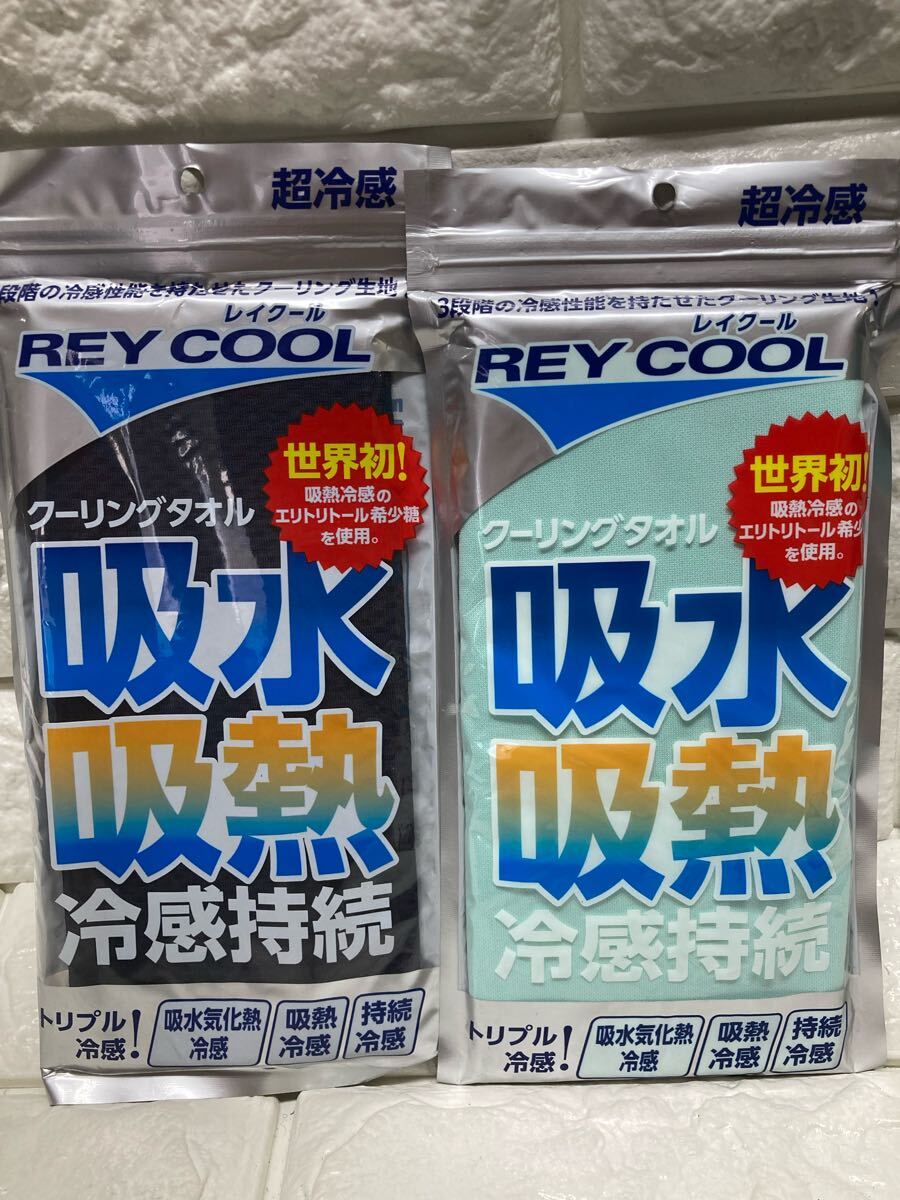 超冷感
段階の冷感性能を持たせたクーリング生地
レイクール
REY COOL
世界初!
吸熱冷感の
エリトリトール希少糖
を使用。
クーリングタオル
吸水
吸熱
冷感持続
トリプル
冷感!
吸水気化熱
冷感
吸熱
冷感
持続
冷感
超冷感
3段階の冷感性能を持たせたクーリング生地
レイクール
REY COOL
世界初!
吸熱冷感の
エリトリトール希少
を使用。
クーリングタオル
吸水
吸熱
冷感持続
トリプル
冷感!
吸水気化熱
冷感
吸熱
冷感
持続
冷感